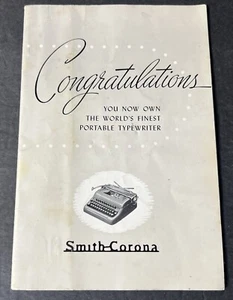 Congratulations
YOU NOW OWN
THE WORLD'S FINEST
PORTABLE TYPEWRITER
Smith-Corona